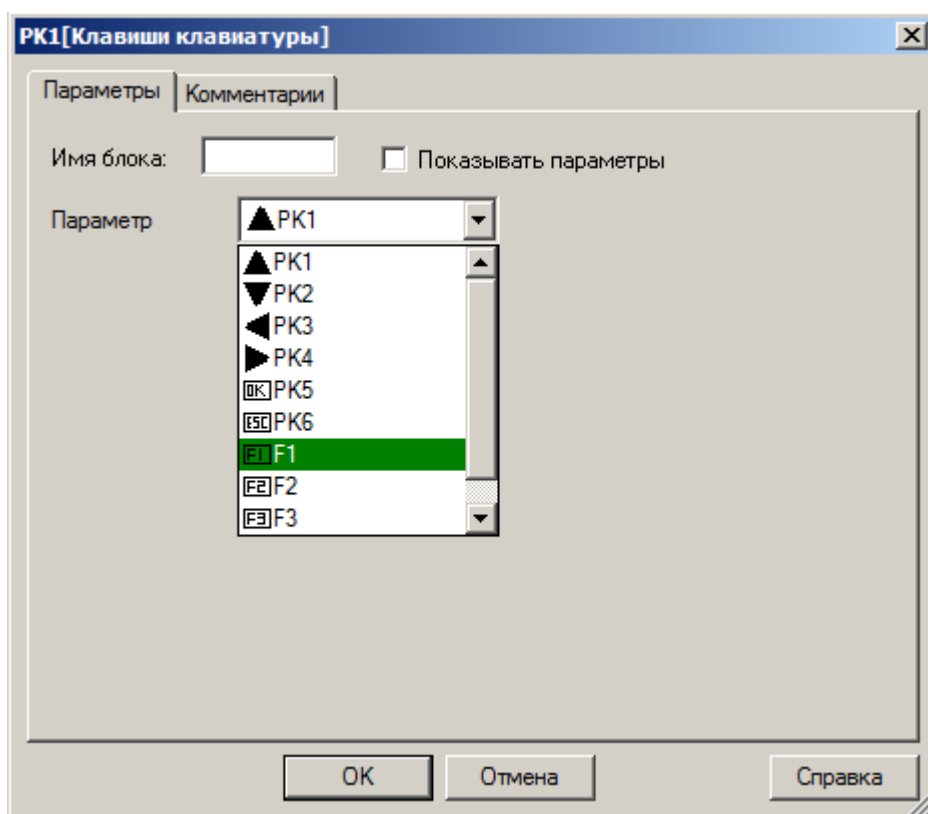 PK1[Клавиши клавиатуры]
Параметры Комментарии
Имя блока: Показывать параметры
Параметр PK1
PK1
PK2
PK3
PK4
OK PK5
ESC PK6
F1 F1
F2 F2
F3 F3
OK Отмена Справка